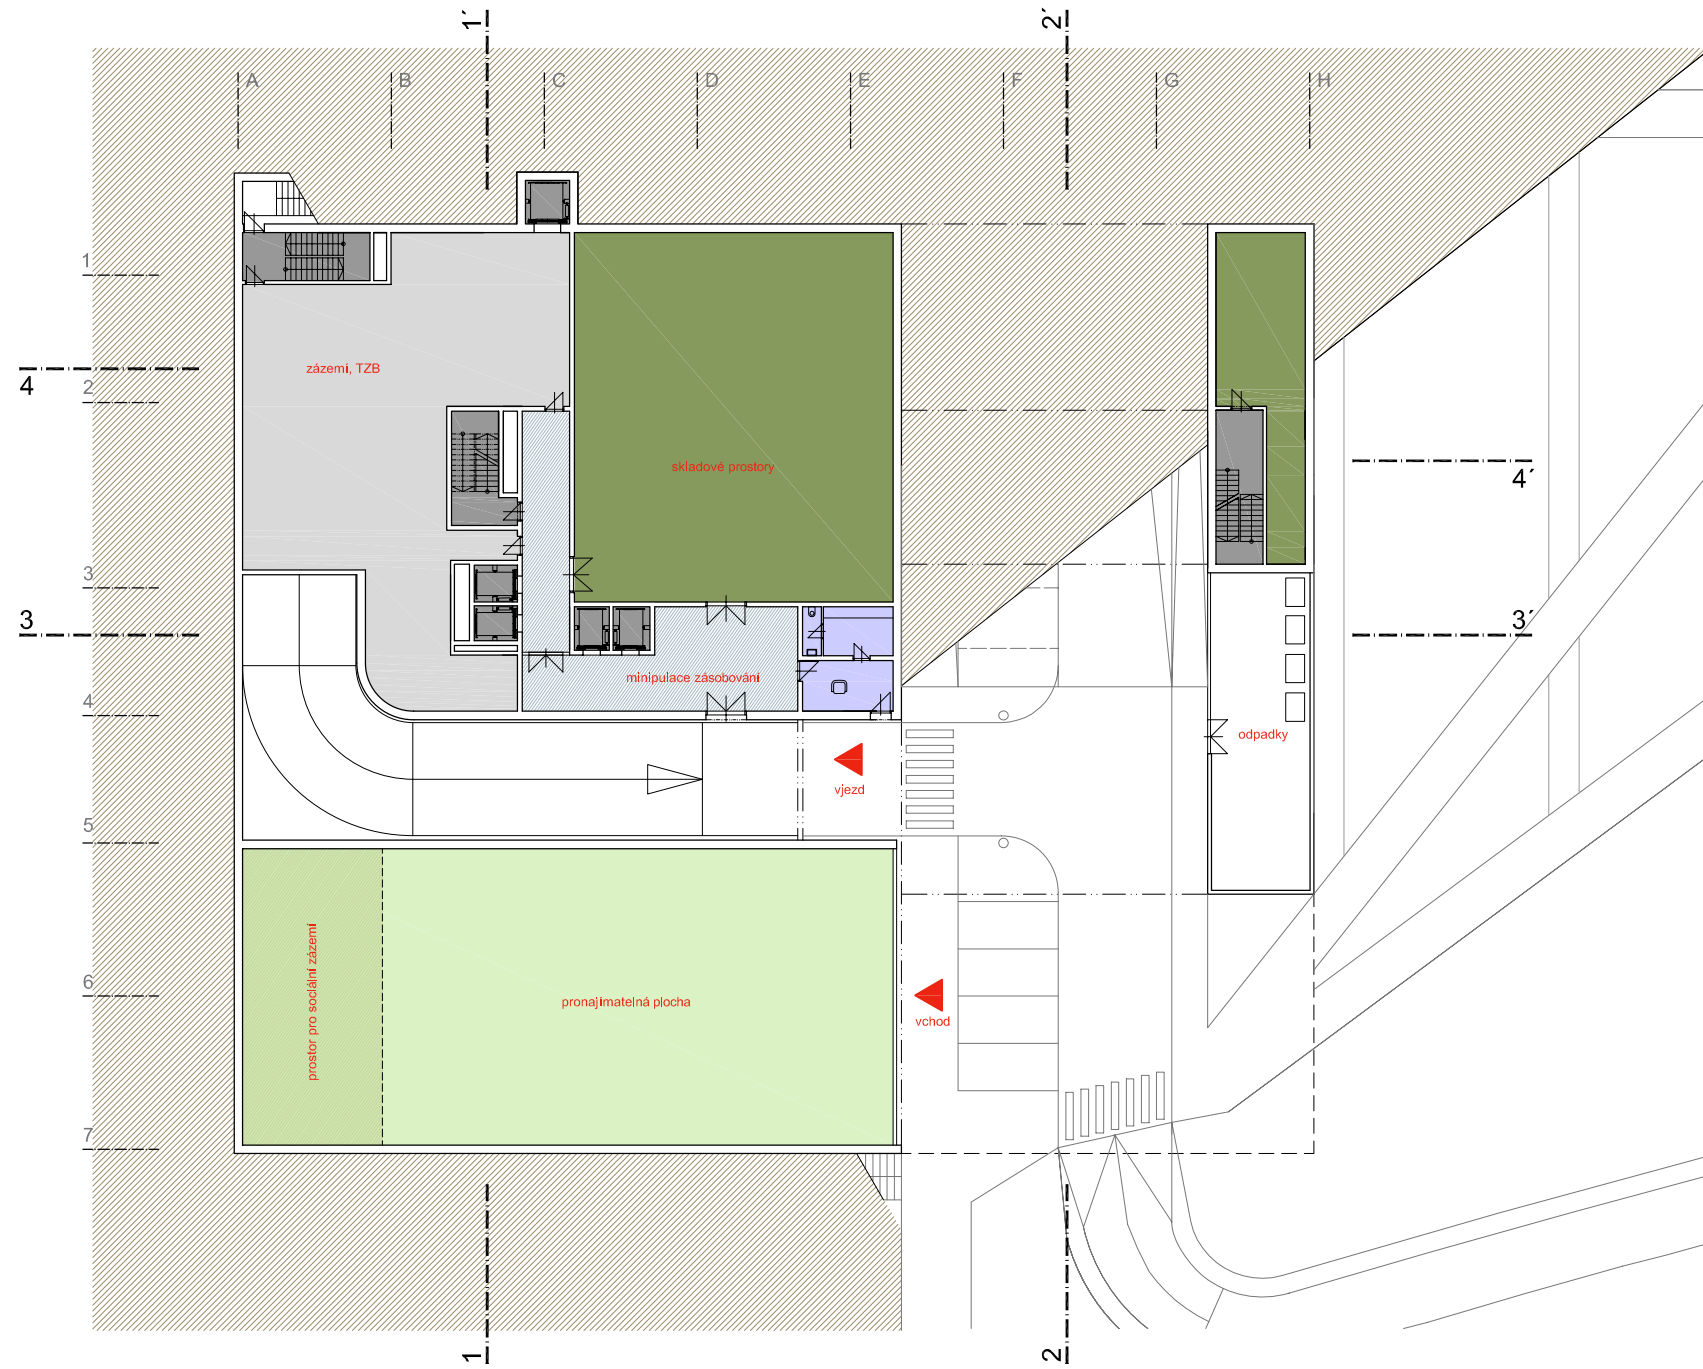 1´
2´
A
B
C
D
E
F
G
H
1
zázemí, TZB
4
2
skladové prostory
4´
3
3
3´
minipulace zásobování
4
odpadky
vjezd
5
prostor pro sociální zázemí
6
pronajímatelná plocha
vchod
7
1
2